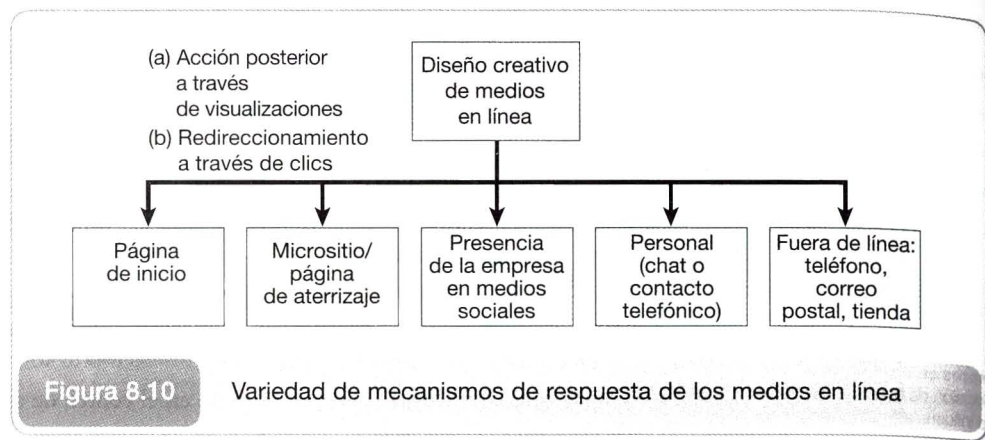 (a) Acción posterior
a través
de visualizaciones
(b) Redireccionamiento
a través de clics
Diseño creativo
de medios
en línea
Página
de inicio
Micrositio/
página
de aterrizaje
Presencia
de la empresa
en medios
sociales
Personal
(chat o
contacto
telefónico)
Fuera de línea:
teléfono,
correo
postal, tienda
Figura 8.10
Variedad de mecanismos de respuesta de los medios en línea